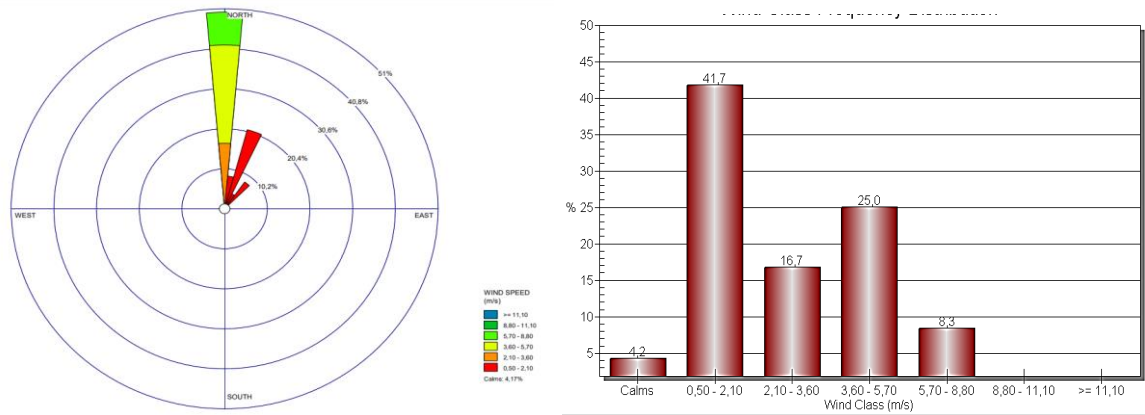 NORTH
51%
40,8%
30,6%
20,4%
10,2%
WEST
EAST
SOUTH
WIND SPEED
(m/s)
>= 11,10
8,80 - 11,10
5,70 - 8,80
3,60 - 5,70
2,10 - 3,60
0,50 - 2,10
Calms: 4,17%
Wind Class Frequency Distribution
50
45
40
35
30
25
20
15
10
5
%
4,2
41,7
16,7
25,0
8,3
Calms
0,50 - 2,10
2,10 - 3,60
3,60 - 5,70
5,70 - 8,80
8,80 - 11,10
>= 11,10
Wind Class (m/s)